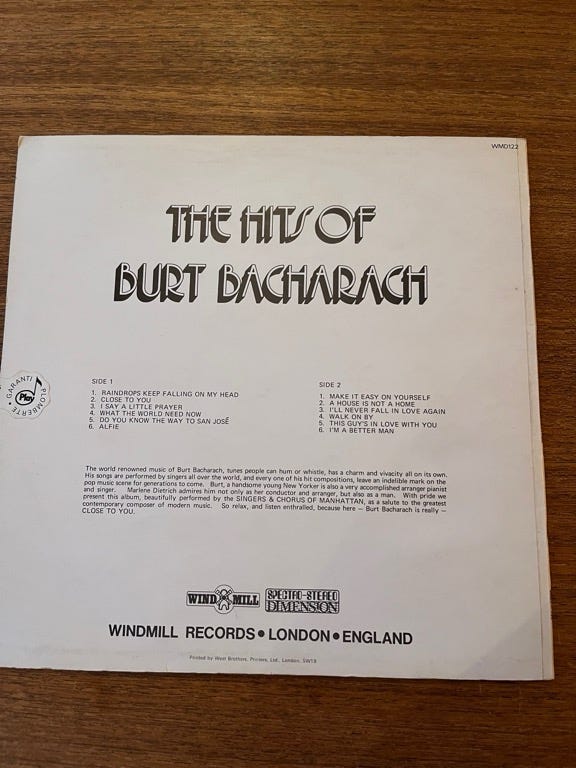 WMD122
THE HITS OF
BURT BACHARACH
SIDE 1
1. RAINDROPS KEEP FALLING ON MY HEAD
2. CLOSE TO YOU
3. I SAY A LITTLE PRAYER
4. WHAT THE WORLD NEED NOW
5. DO YOU KNOW THE WAY TO SAN JOSÉ
6. ALFIE
SIDE 2
1. MAKE IT EASY ON YOURSELF
2. A HOUSE IS NOT A HOME
3. I'LL NEVER FALL IN LOVE AGAIN
4. WALK ON BY
5. THIS GUY'S IN LOVE WITH YOU
6. I'M A BETTER MAN
GARANTI
Play
PLOMBERTE
The world renowned music of Burt Bacharach, tunes people can hum or whistle, has a charm and vivacity all on its own.
His songs are performed by singers all over the world, and every one of his hit compositions, leave an indelible mark on the
pop music scene for generations to come. Burt, a handsome young New Yorker is also a very accomplished arranger pianist
and singer. Marlene Dietrich admires him not only as her conductor and arranger, but also as a man. With pride we
present this album, beautifully performed by the SINGERS & CHORUS OF MANHATTAN, as a salute to the greatest
contemporary composer of modern music. So relax, and listen enthralled, because here – Burt Bacharach is really –
CLOSE TO YOU.
WINDMILL
SPECTRO-STEREO
DIMENSION
WINDMILL RECORDS • LONDON • ENGLAND
Printed by West Brothers, Printers, Ltd., London, SW19